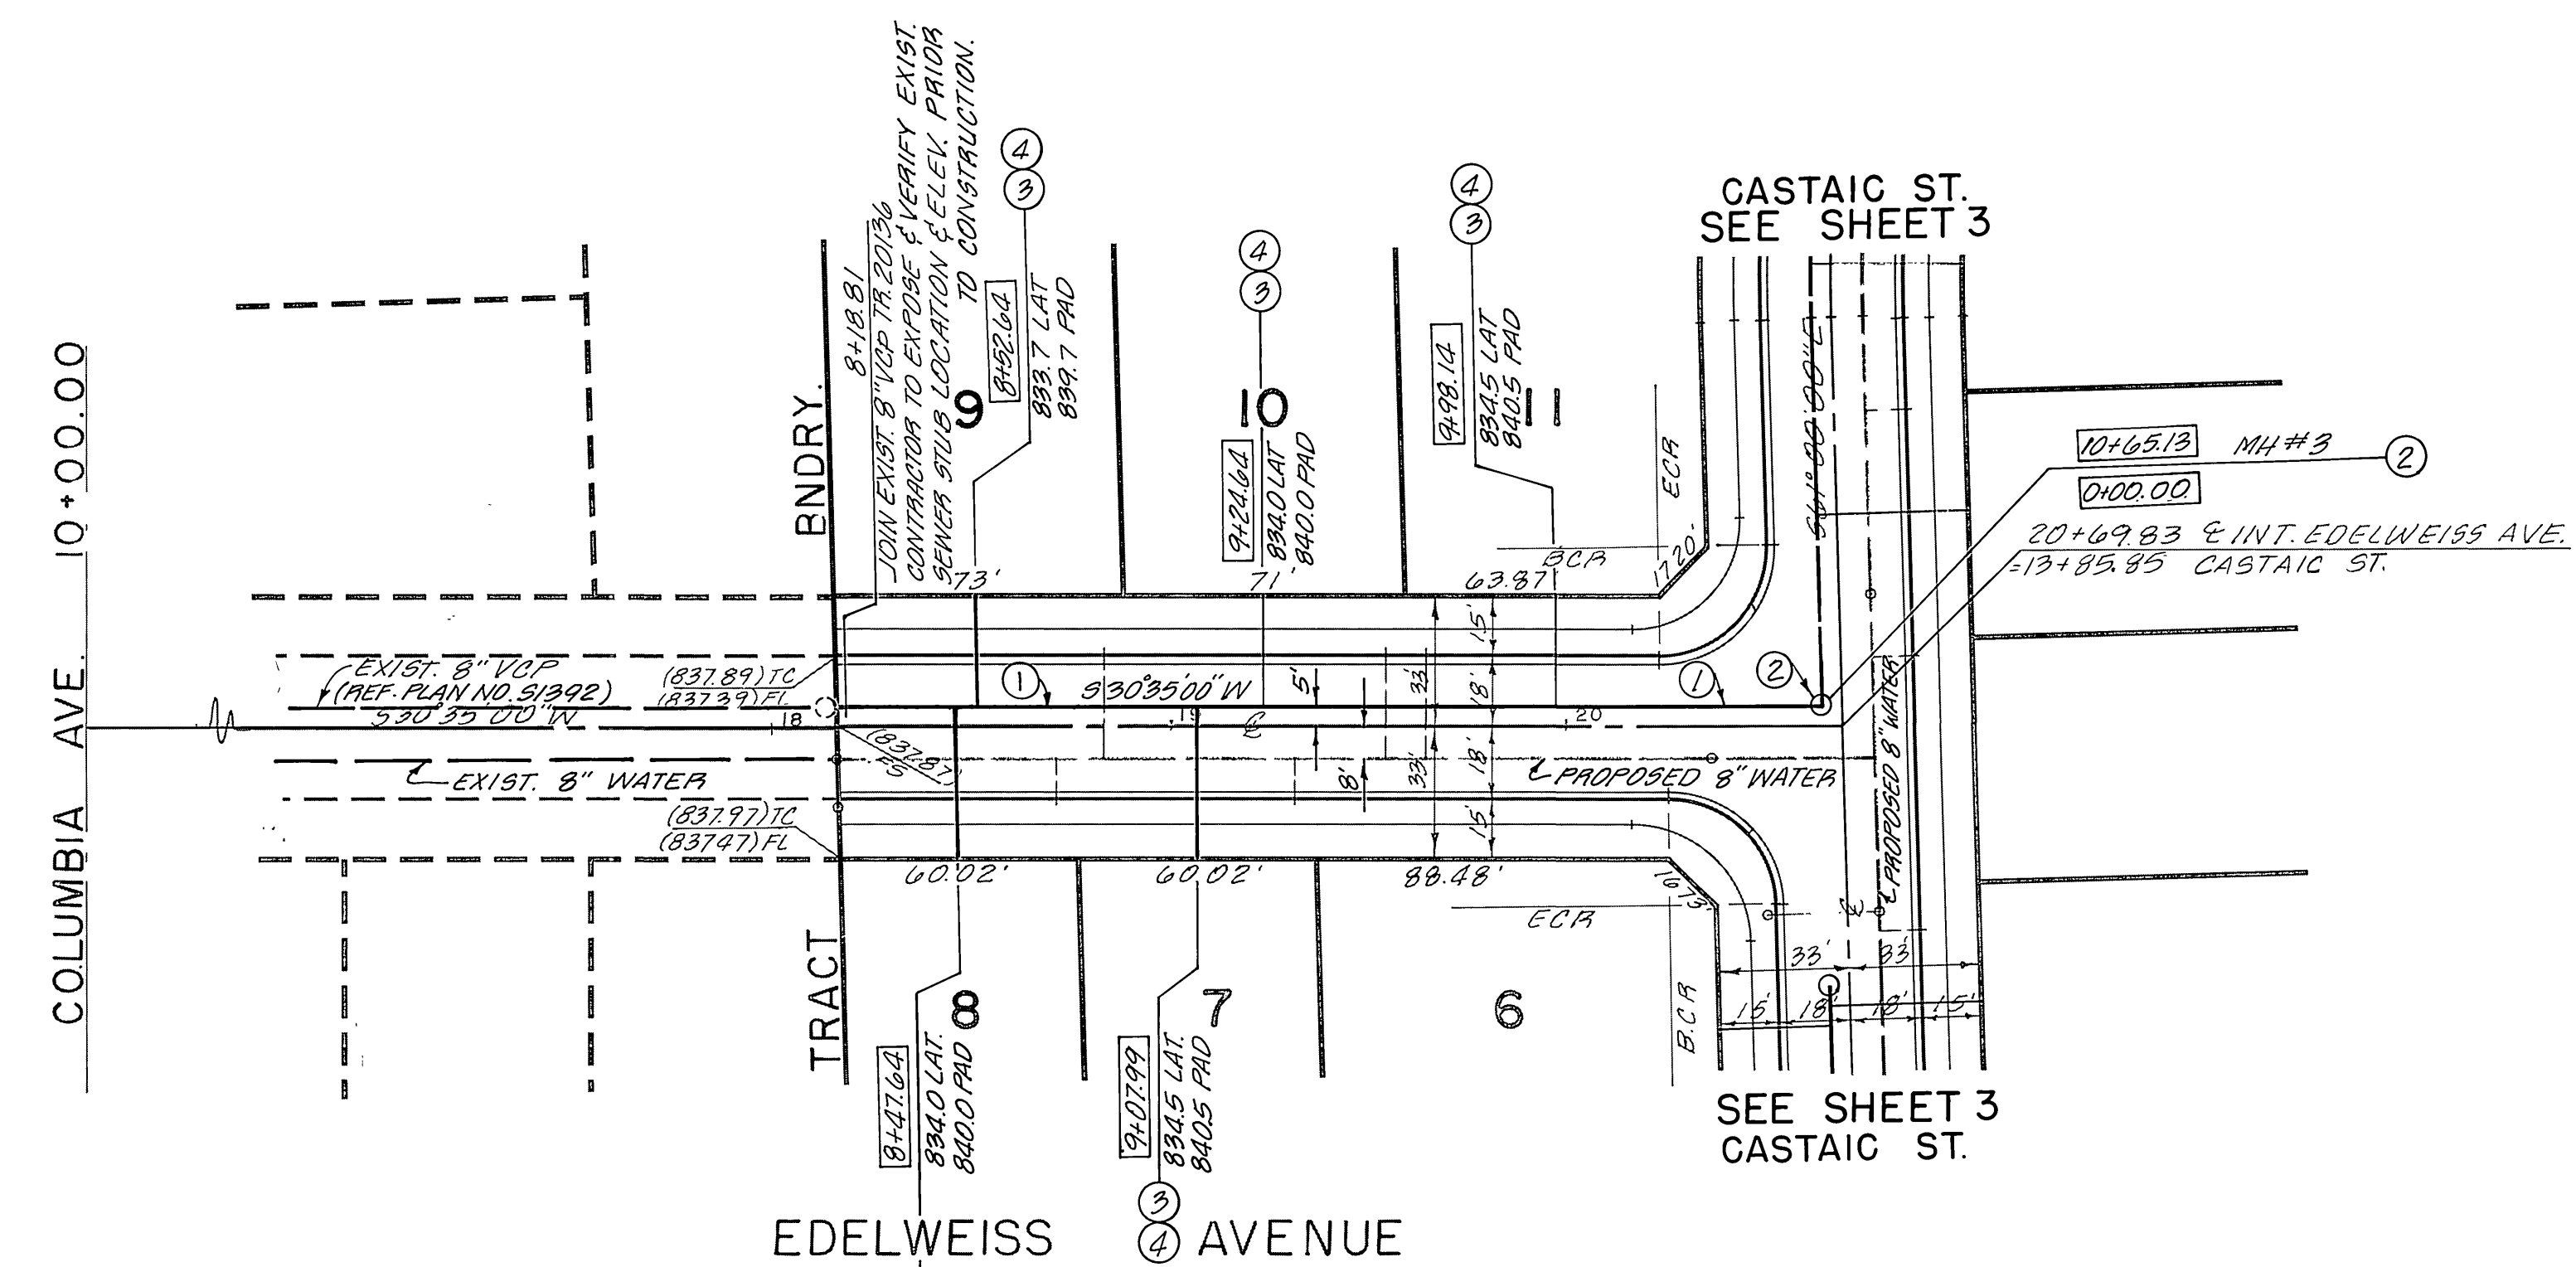 COLUMBIA AVE. 10+00.00
EXIST. 8" VCP
(REF. PLAN NO. S1392)
S30°35'00"W
EXIST. 8" WATER
(837.89) TC
(837.39) FL
18
(837.87)
FS
(837.97) TC
(837.47) FL
TRACT BNDRY.
8+18.81
JOIN EXIST. 8" VCP TR. 20136
CONTRACTOR TO EXPOSE & VERIFY EXIST.
SEWER STUB LOCATION & ELEV. PRIOR
TO CONSTRUCTION.
4
3
8+52.64
833.7 LAT
839.7 PAD
9
73'
4
3
10
9+24.64
834.0 LAT
840.0 PAD
71'
4
3
9+98.14
834.5 LAT
840.5 PAD
11
63.87'
BCR
ECR
17.20'
CASTAIC ST.
SEE SHEET 3
S61°00'00"E
10+65.13 MH#3
2
0+00.00
20+69.83 ℄ INT. EDELWEISS AVE.
=13+85.85 CASTAIC ST.
1
S30°35'00"W
5'
33'
15'
18'
1
2
19
℄
20
8'
33'
18'
15'
℄ PROPOSED 8" WATER
℄ PROPOSED 8" WATER
60.02'
60.02'
88.48'
16.73'
ECR
B.C.R
℄
33' 33'
15' 18' 18' 15'
8
8+47.64
834.0 LAT.
840.0 PAD
7
9+07.99
834.5 LAT.
840.5 PAD
3
4
6
SEE SHEET 3
CASTAIC ST.
EDELWEISS AVENUE